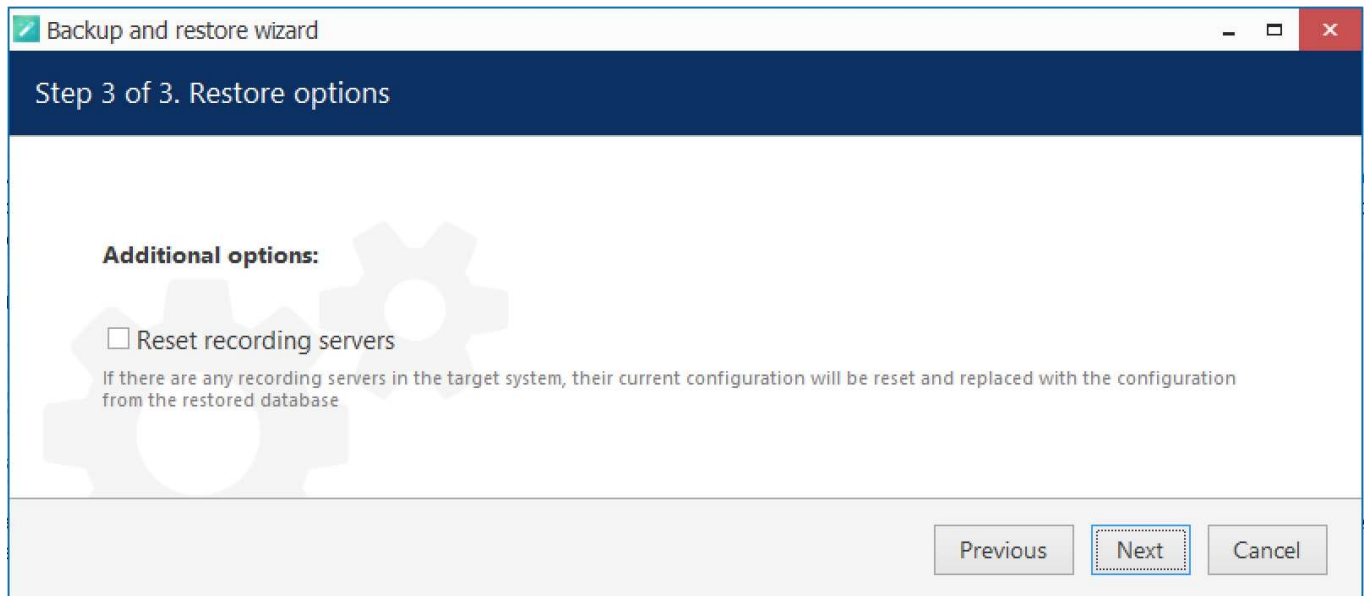 Backup and restore wizard
Step 3 of 3. Restore options
Additional options:
Reset recording servers
If there are any recording servers in the target system, their current configuration will be reset and replaced with the configuration
from the restored database
Previous
Next
Cancel